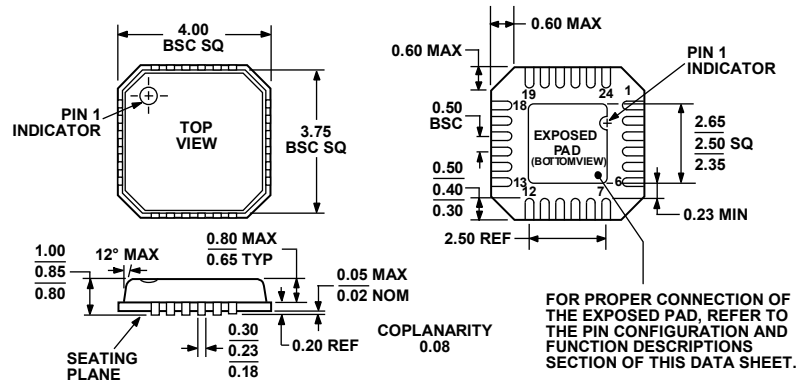 4.00
BSC SQ
PIN 1
INDICATOR
TOP
VIEW
3.75
BSC SQ
0.60 MAX
0.60 MAX
PIN 1
INDICATOR
19
24
1
18
0.50
BSC
EXPOSED
PAD
(BOTTOMVIEW)
2.65
2.50 SQ
2.35
0.50
0.40
0.30
13
12
7
6
0.23 MIN
2.50 REF
1.00
0.85
0.80
12° MAX
0.80 MAX
0.65 TYP
0.05 MAX
0.02 NOM
0.30
0.23
0.18
0.20 REF
COPLANARITY
0.08
SEATING
PLANE
FOR PROPER CONNECTION OF
THE EXPOSED PAD, REFER TO
THE PIN CONFIGURATION AND
FUNCTION DESCRIPTIONS
SECTION OF THIS DATA SHEET.